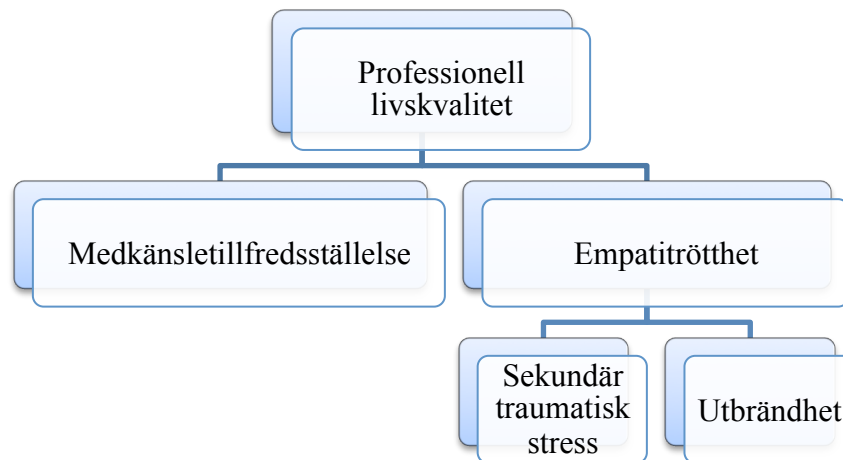 Professionell
livskvalitet
Medkänsletillfredsställelse
Empatitrötthet
Sekundär
traumatisk
stress
Utbrändhet